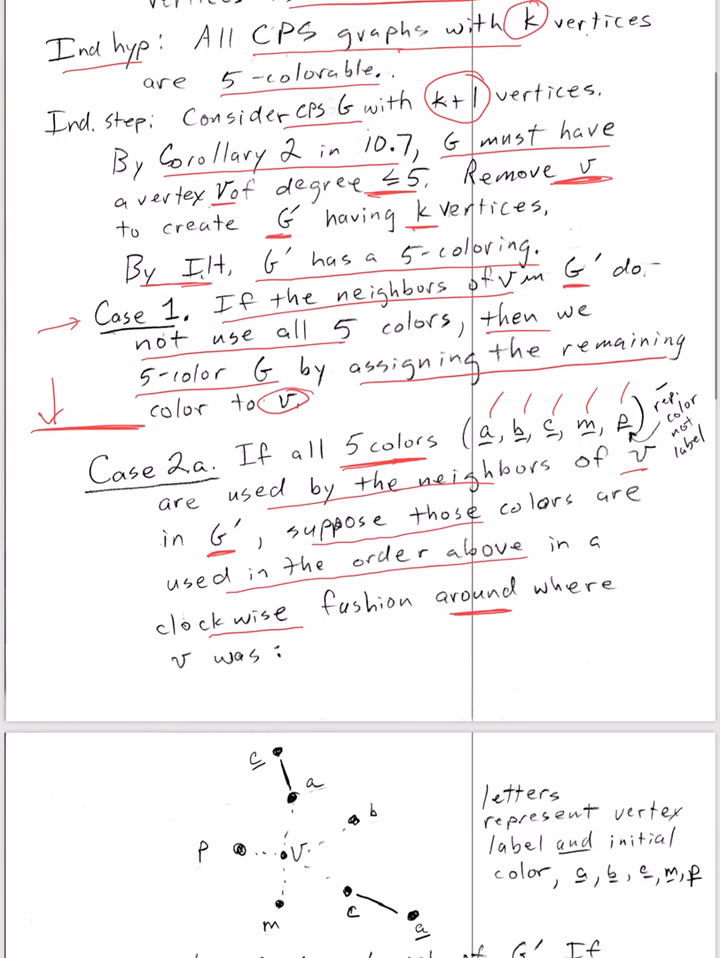 Ind hyp: All CPS graphs with k vertices
are 5-colorable.
Ind. step: Consider CPS G with k+1 vertices.
By Corollary 2 in 10.7, G must have
a vertex v of degree ≤ 5. Remove v
to create G' having k vertices.
By I.H, G' has a 5-coloring.
Case 1. If the neighbors of v in G' do
not use all 5 colors, then we
5-color G by assigning the remaining
color to v.
Case 2a. If all 5 colors (a, b, c, m, p)
rep. color not label
are used by the neighbors of v
in G', suppose those colors are
used in the order above in a
clockwise fashion around where
v was:
c
a
b
p
v
m
c
a
letters
represent vertex
label and initial
color, a, b, c, m, p
of G' If